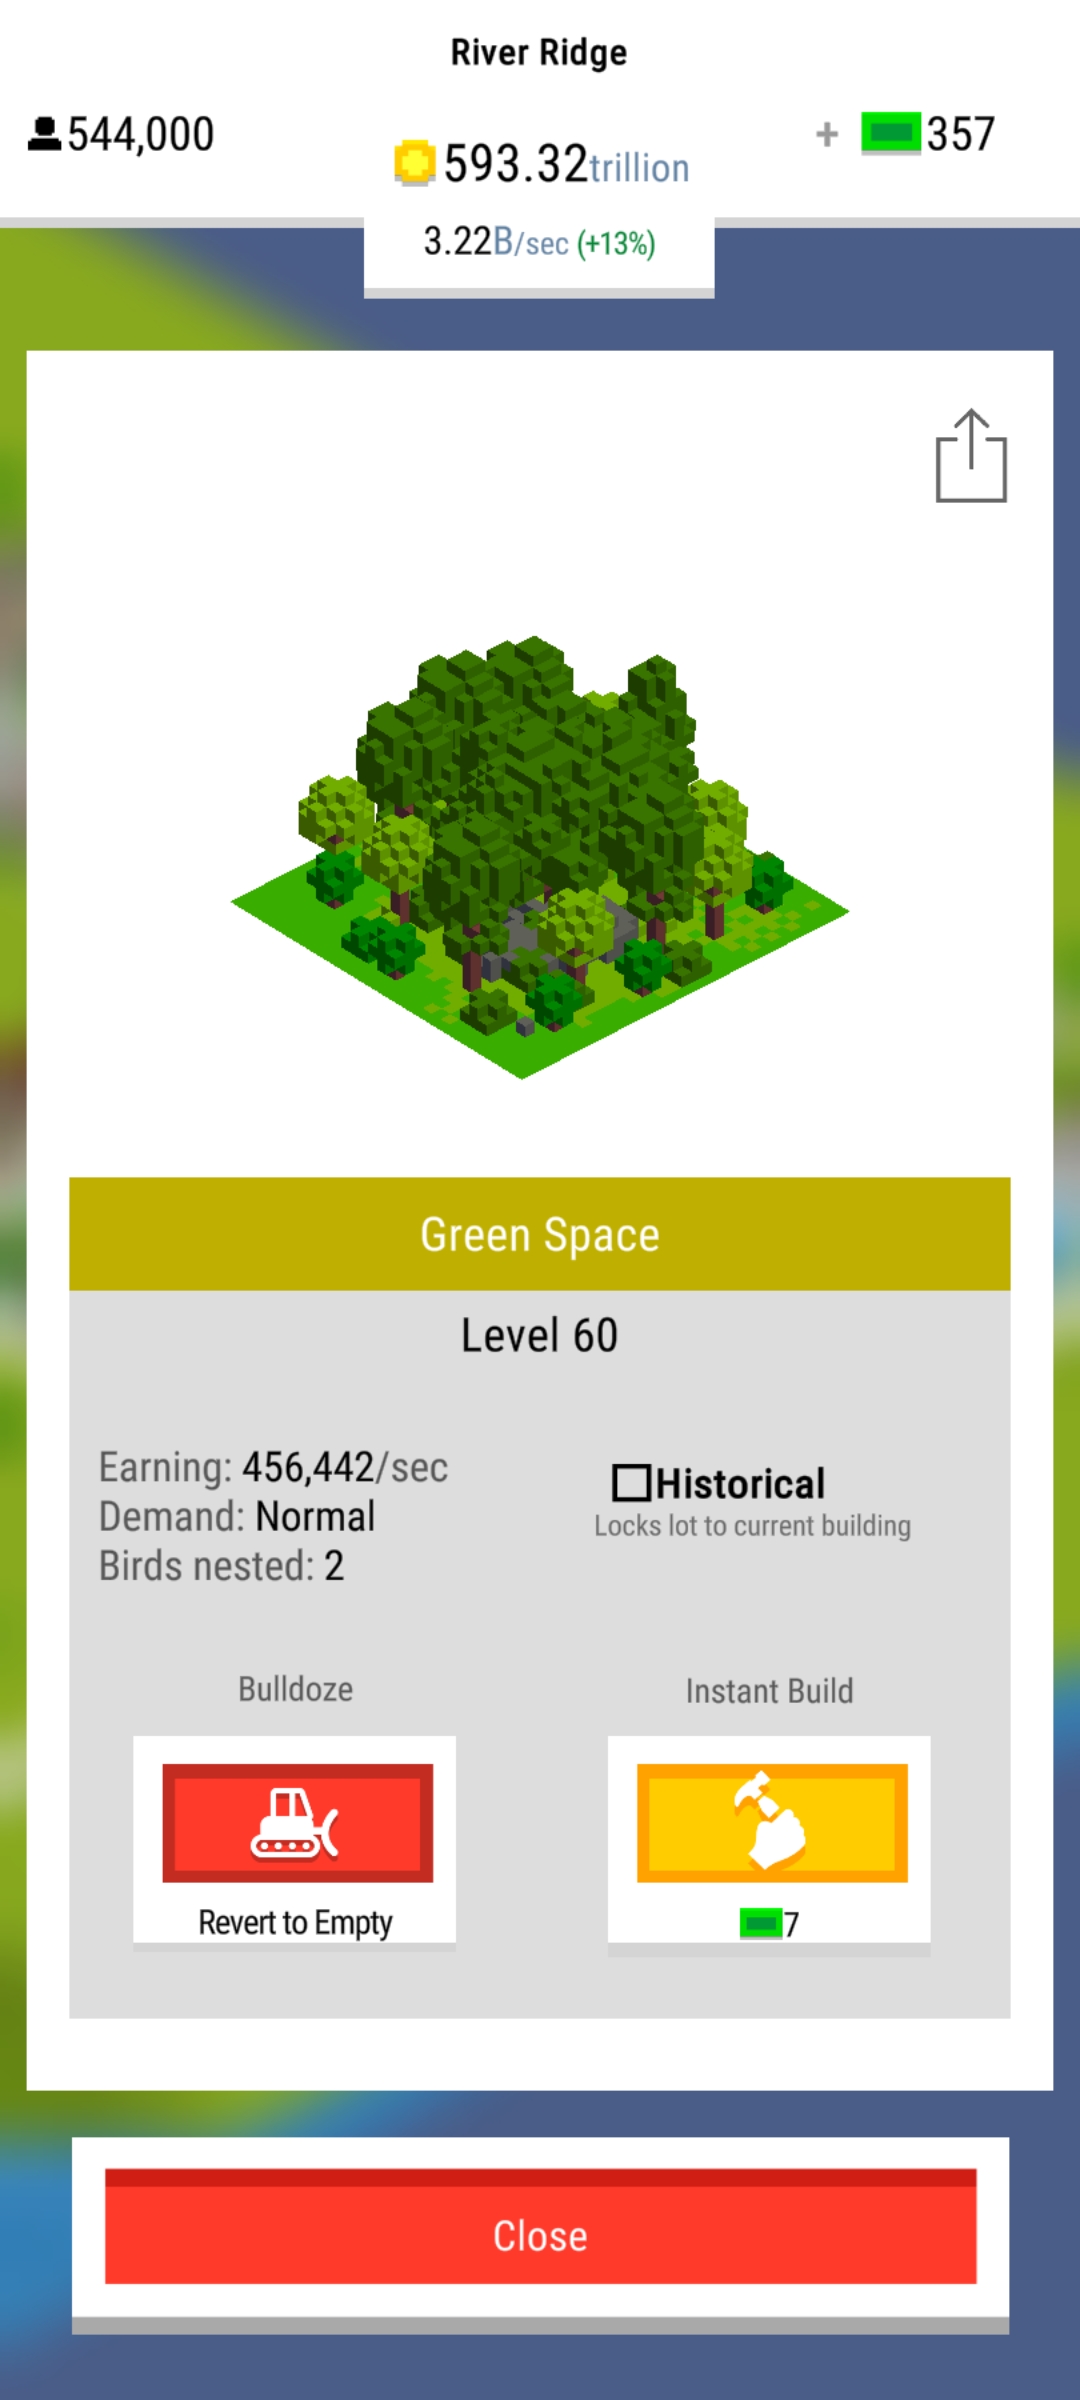 River Ridge
544,000
593.32trillion
+ 357
3.22B/sec (+13%)
Green Space
Level 60
Earning: 456,442/sec
Demand: Normal
Birds nested: 2
Historical
Locks lot to current building
Bulldoze
Revert to Empty
Instant Build
7
Close